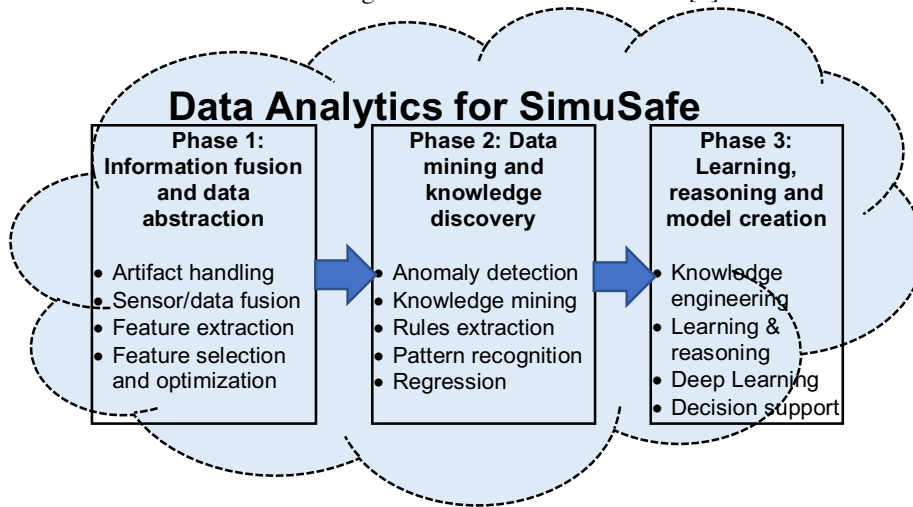 Data Analytics for SimuSafe
Phase 1:
Information fusion
and data
abstraction
• Artifact handling
• Sensor/data fusion
• Feature extraction
• Feature selection
and optimization
Phase 2: Data
mining and
knowledge
discovery
• Anomaly detection
• Knowledge mining
• Rules extraction
• Pattern recognition
• Regression
Phase 3:
Learning,
reasoning and
model creation
• Knowledge
engineering
• Learning &
reasoning
• Deep Learning
• Decision support